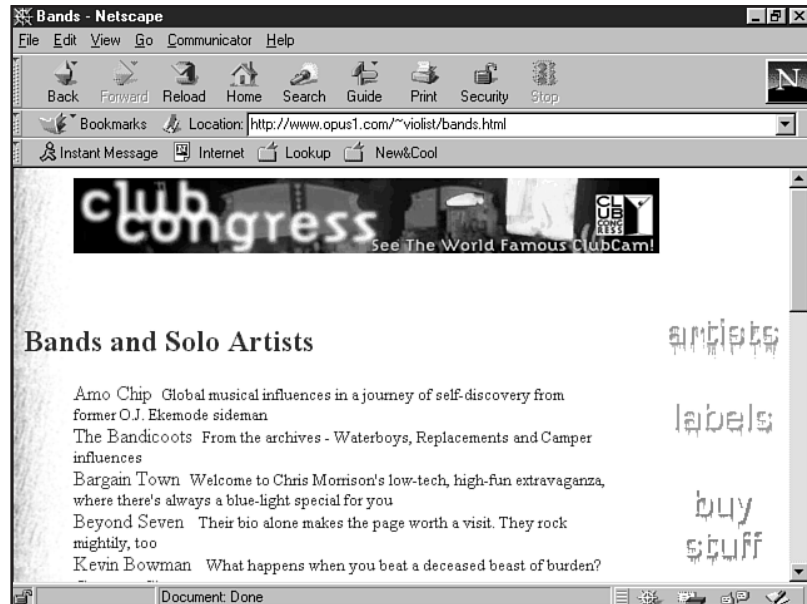 Bands - Netscape
File Edit View Go Communicator Help
Back Forward Reload Home Search Guide Print Security Stop
N
Bookmarks Location: http://www.opus1.com/~violist/bands.html
Instant Message Internet Lookup New&Cool
club congress
CLUB CONGRESS
See The World Famous ClubCam!
Bands and Solo Artists
artists
Amo Chip Global musical influences in a journey of self-discovery from
former O.J. Ekemode sideman
labels
The Bandicoots From the archives - Waterboys, Replacements and Camper
influences
Bargain Town Welcome to Chris Morrison's low-tech, high-fun extravaganza,
where there's always a blue-light special for you
buy
stuff
Beyond Seven Their bio alone makes the page worth a visit. They rock
mightily, too
Kevin Bowman What happens when you beat a deceased beast of burden?
Document: Done